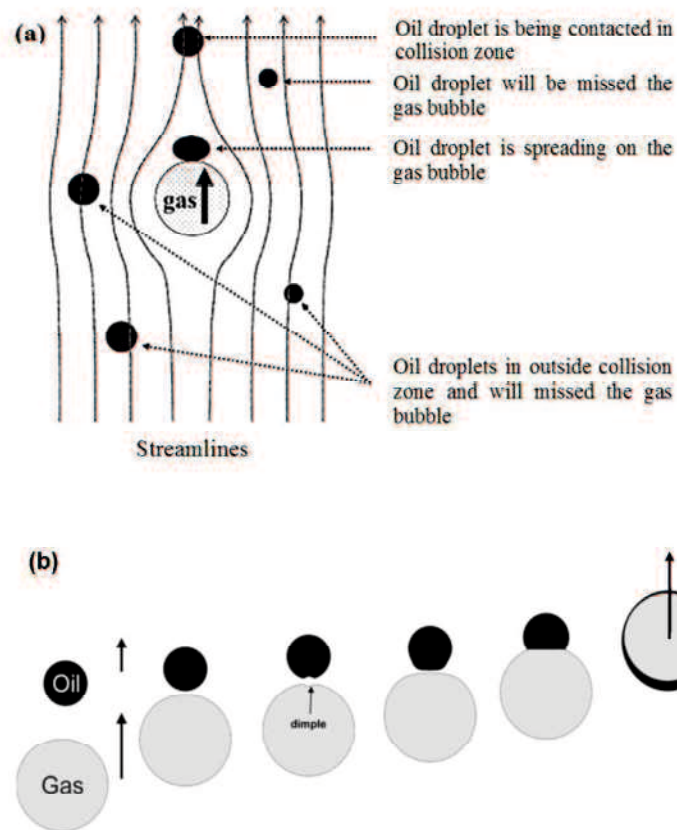 (a)
Oil droplet is being contacted in
collision zone
Oil droplet will be missed the
gas bubble
Oil droplet is spreading on the
gas bubble
gas
Oil droplets in outside collision
zone and will missed the gas
bubble
Streamlines
(b)
Oil
dimple
Gas